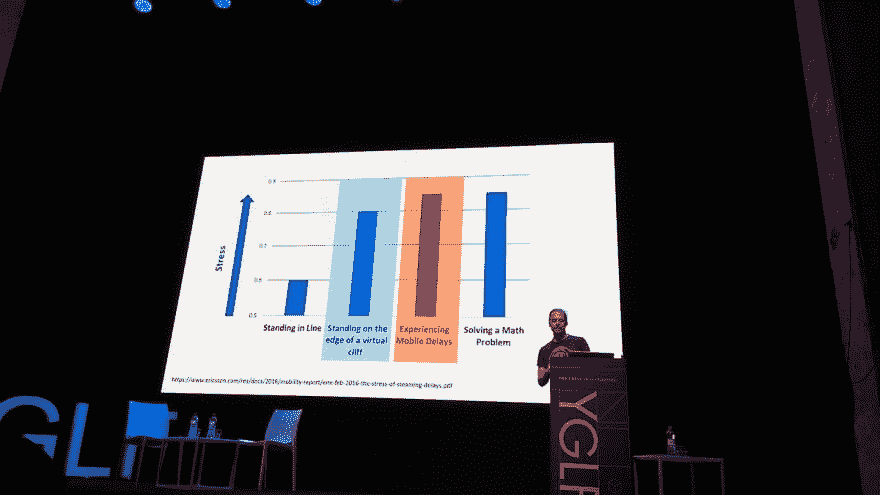 0.9
0.8
0.7
0.6
0.5
Stress
Standing in Line
Standing on the
edge of a virtual
cliff
Experiencing
Mobile Delays
Solving a Math
Problem
YGLF
YGLF